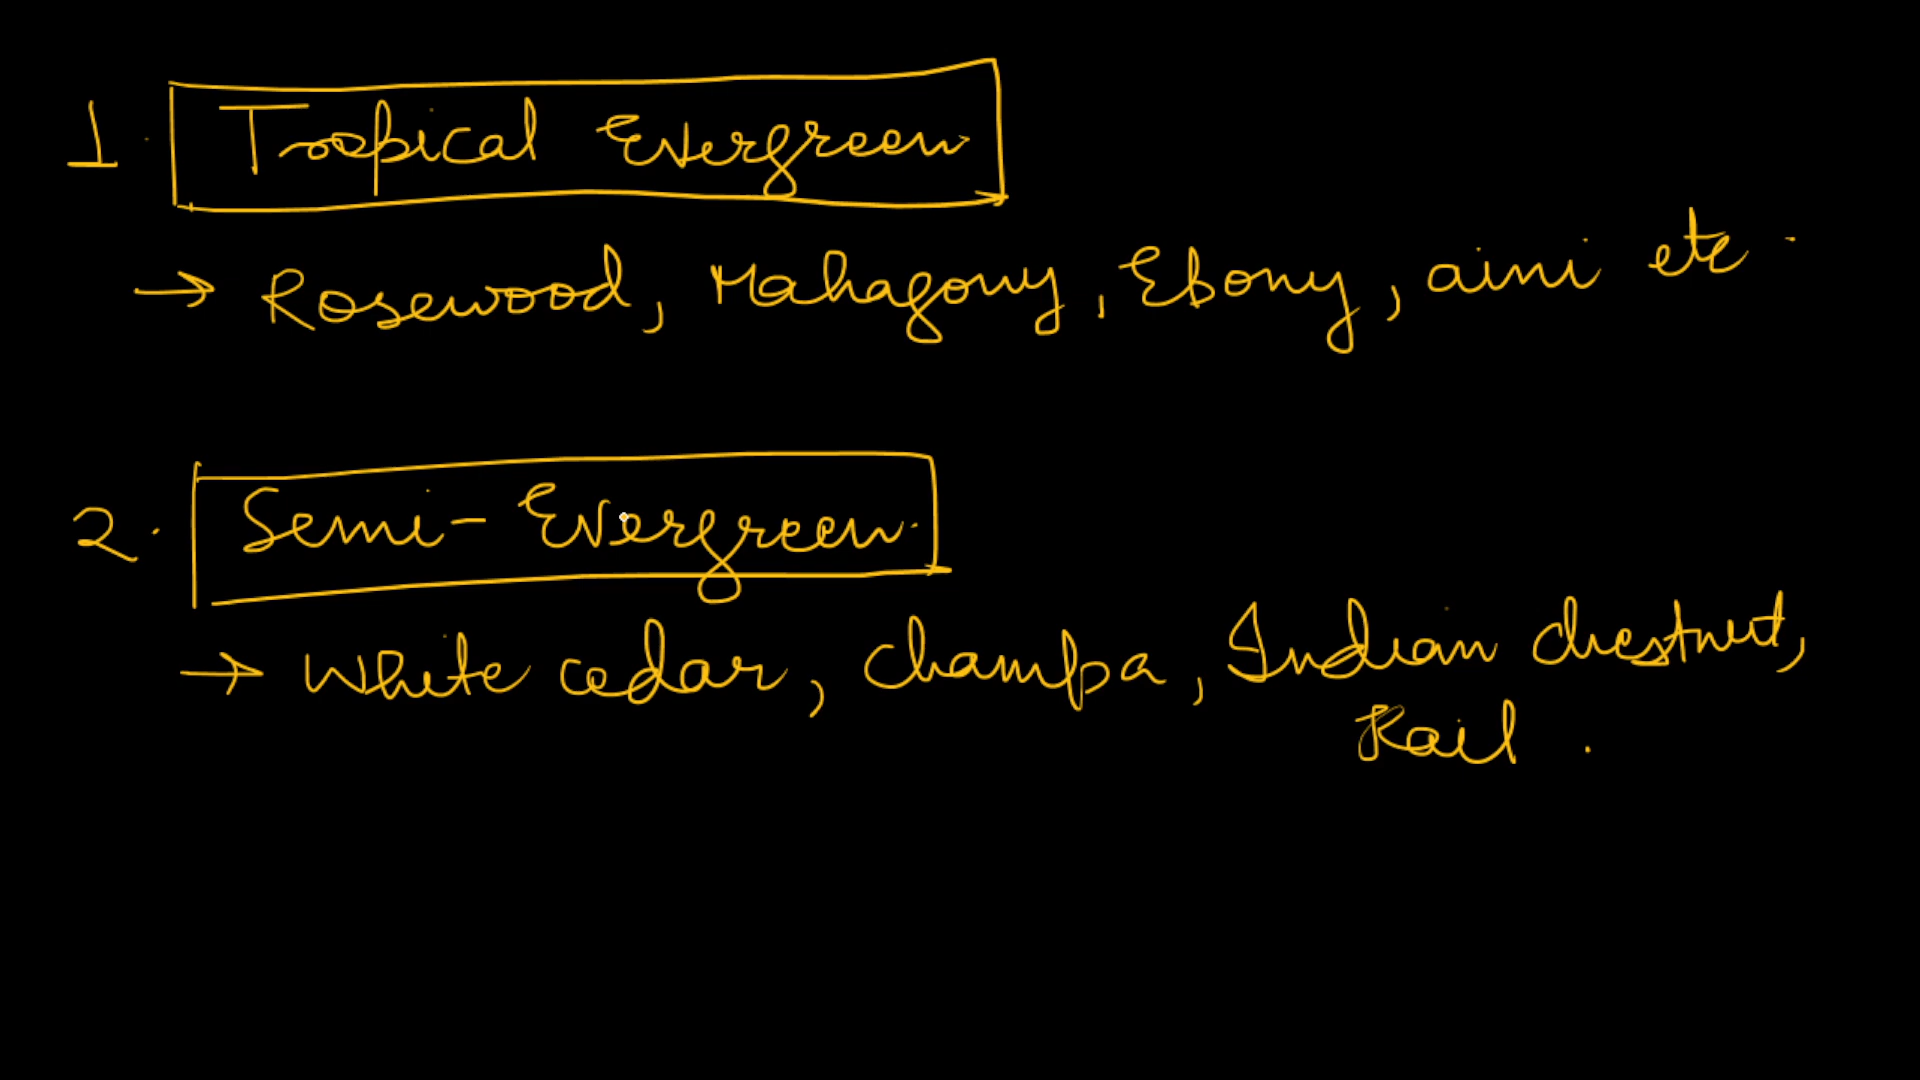 1. Tropical Evergreen
→ Rosewood, Mahagony, Ebony, aini etc.
2. Semi-Evergreen.
→ White cedar, Champa, Indian chestnut,
Kail.